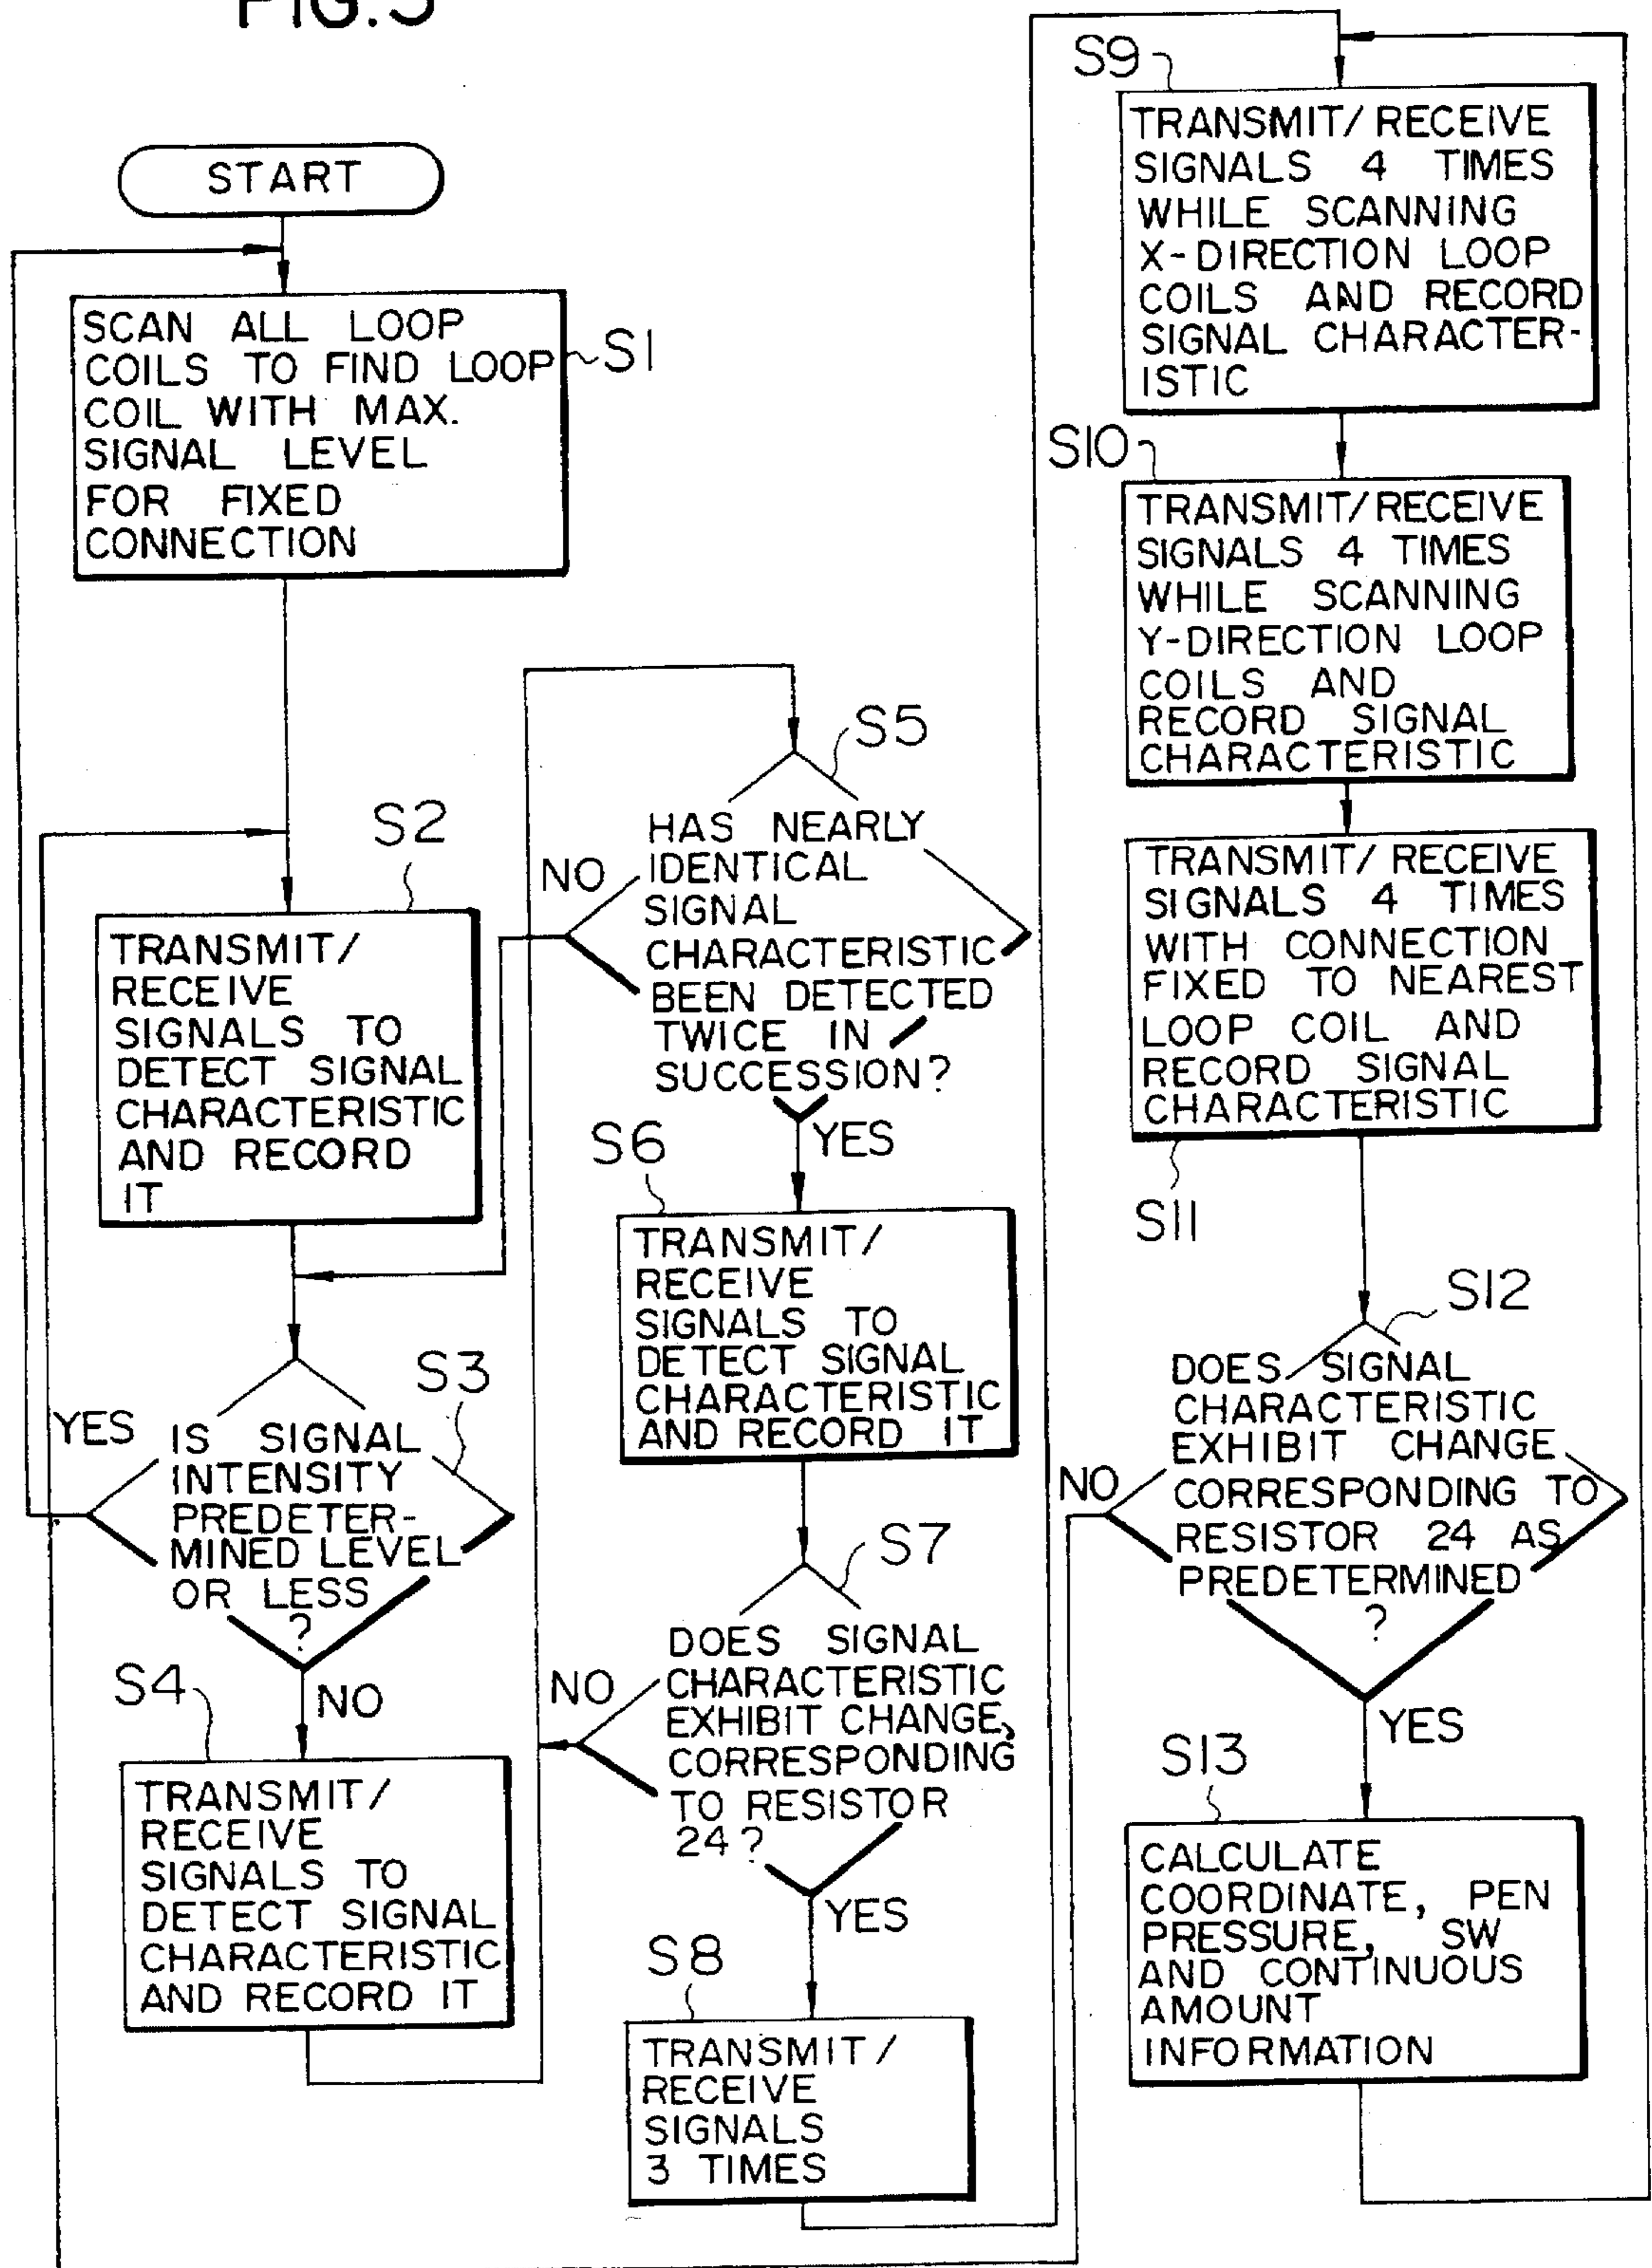 FIG.5
START
SCAN ALL LOOP
COILS TO FIND LOOP
COIL WITH MAX.
SIGNAL LEVEL
FOR FIXED
CONNECTION
S1
S2
TRANSMIT/
RECEIVE
SIGNALS TO
DETECT SIGNAL
CHARACTERISTIC
AND RECORD
IT
S3
YES
IS SIGNAL
INTENSITY
PREDETER-
MINED LEVEL
OR LESS
?
NO
S4
TRANSMIT/
RECEIVE
SIGNALS TO
DETECT SIGNAL
CHARACTERISTIC
AND RECORD IT
S5
HAS NEARLY
IDENTICAL
SIGNAL
CHARACTERISTIC
BEEN DETECTED
TWICE IN
SUCCESSION?
NO
YES
S6
TRANSMIT/
RECEIVE
SIGNALS TO
DETECT SIGNAL
CHARACTERISTIC
AND RECORD IT
S7
DOES SIGNAL
CHARACTERISTIC
EXHIBIT CHANGE
CORRESPONDING
TO RESISTOR
24?
NO
YES
S8
TRANSMIT/
RECEIVE
SIGNALS
3 TIMES
S9
TRANSMIT/RECEIVE
SIGNALS 4 TIMES
WHILE SCANNING
X-DIRECTION LOOP
COILS AND RECORD
SIGNAL CHARACTER-
ISTIC
S10
TRANSMIT/RECEIVE
SIGNALS 4 TIMES
WHILE SCANNING
Y-DIRECTION LOOP
COILS AND
RECORD SIGNAL
CHARACTERISTIC
TRANSMIT/RECEIVE
SIGNALS 4 TIMES
WITH CONNECTION
FIXED TO NEAREST
LOOP COIL AND
RECORD SIGNAL
CHARACTERISTIC
S11
S12
DOES SIGNAL
CHARACTERISTIC
EXHIBIT CHANGE
CORRESPONDING TO
RESISTOR 24 AS
PREDETERMINED
?
NO
YES
S13
CALCULATE
COORDINATE, PEN
PRESSURE, SW
AND CONTINUOUS
AMOUNT
INFORMATION